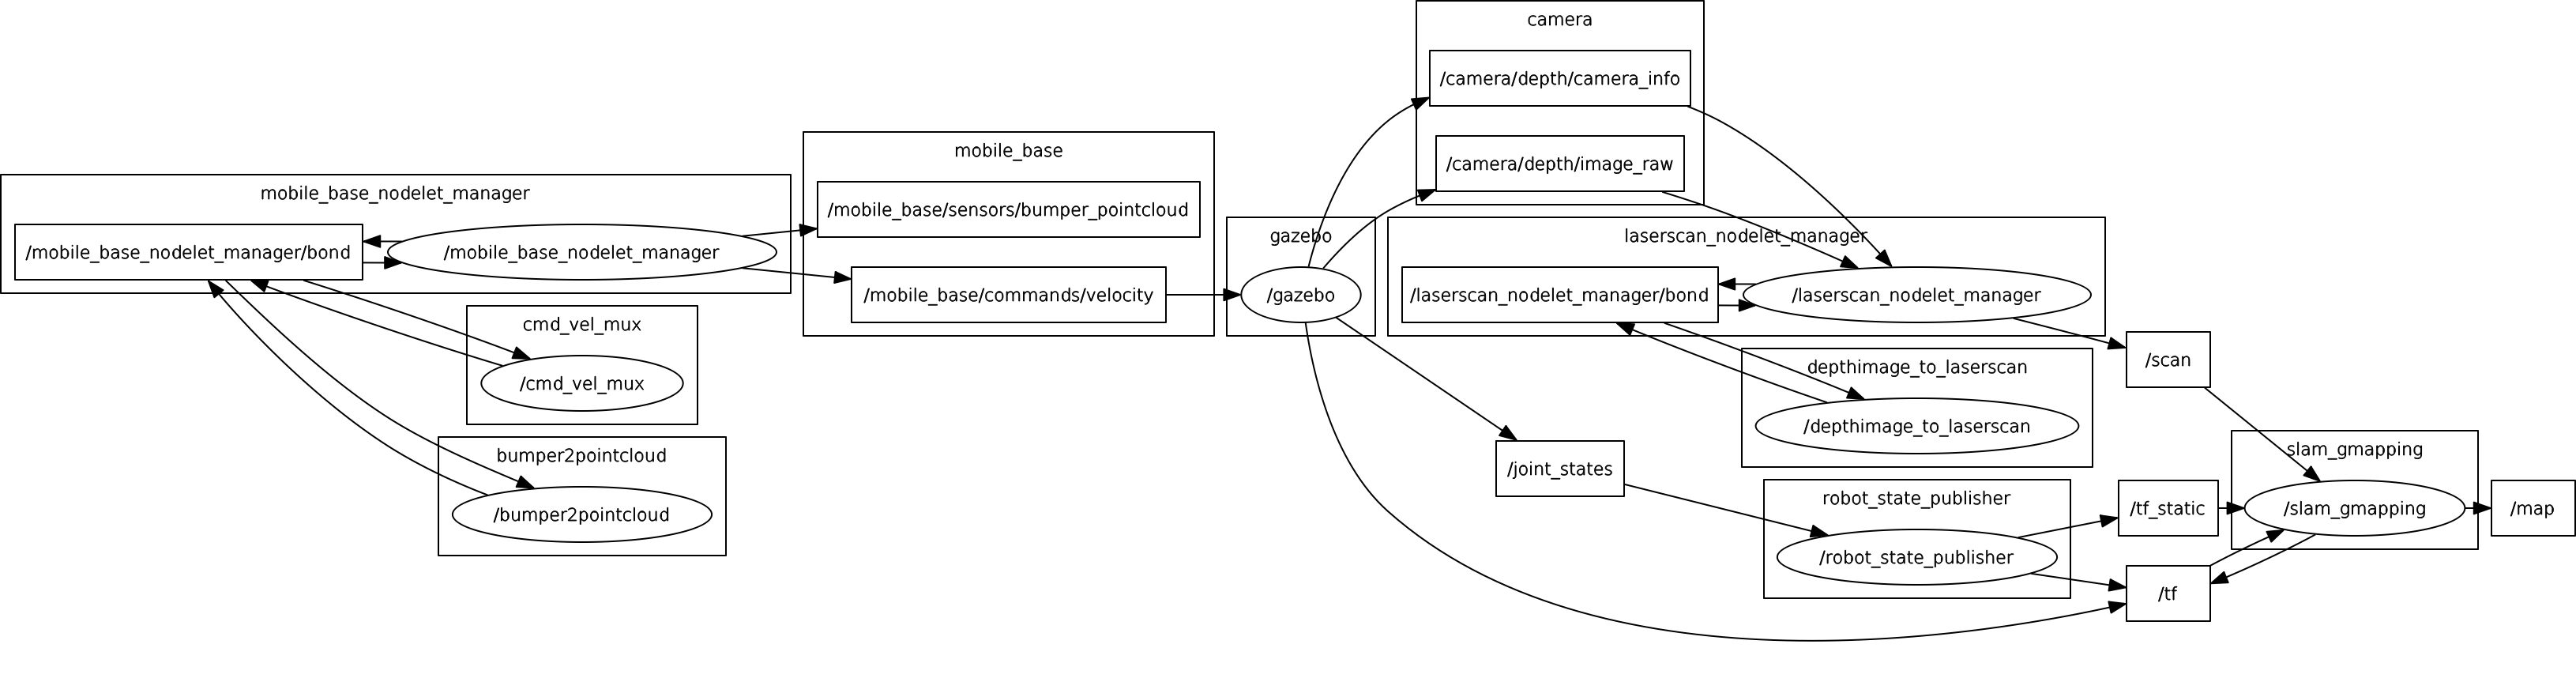 camera
/camera/depth/camera_info
/camera/depth/image_raw
mobile_base
/mobile_base/sensors/bumper_pointcloud
/mobile_base/commands/velocity
mobile_base_nodelet_manager
/mobile_base_nodelet_manager/bond
/mobile_base_nodelet_manager
cmd_vel_mux
/cmd_vel_mux
bumper2pointcloud
/bumper2pointcloud
gazebo
/gazebo
laserscan_nodelet_manager
/laserscan_nodelet_manager/bond
/laserscan_nodelet_manager
depthimage_to_laserscan
/depthimage_to_laserscan
/joint_states
robot_state_publisher
/robot_state_publisher
/scan
/tf_static
/tf
slam_gmapping
/slam_gmapping
/map